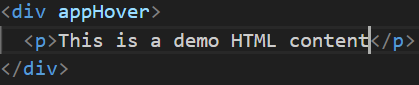 <div appHover>
  <p>This is a demo HTML content</p>
</div>